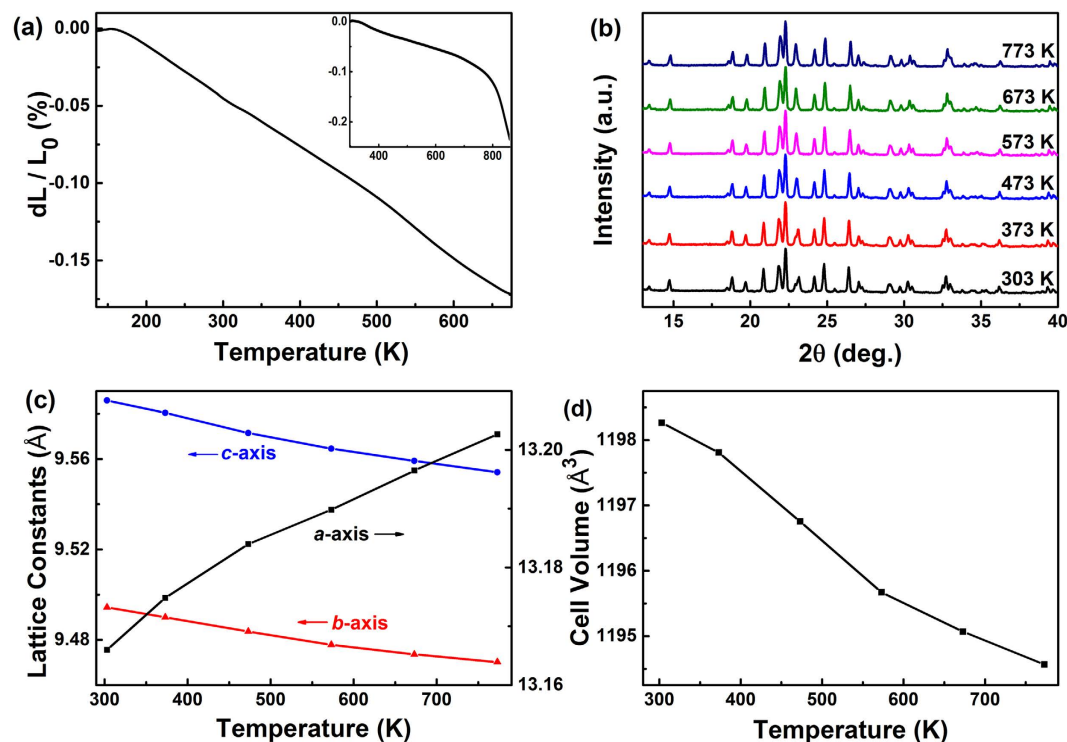 (a)
0.00
-0.05
-0.10
-0.15
dL / L0 (%)
200
300
400
500
600
Temperature (K)
0.0
-0.1
-0.2
400
600
800
(b)
773 K
673 K
573 K
473 K
373 K
303 K
Intensity (a.u.)
15
20
25
30
35
40
2θ (deg.)
(c)
9.56
9.52
9.48
Lattice Constants (Å)
c-axis
a-axis
b-axis
13.20
13.18
13.16
300
400
500
600
700
Temperature (K)
(d)
1198
1197
1196
1195
Cell Volume (Å3)
300
400
500
600
700
Temperature (K)